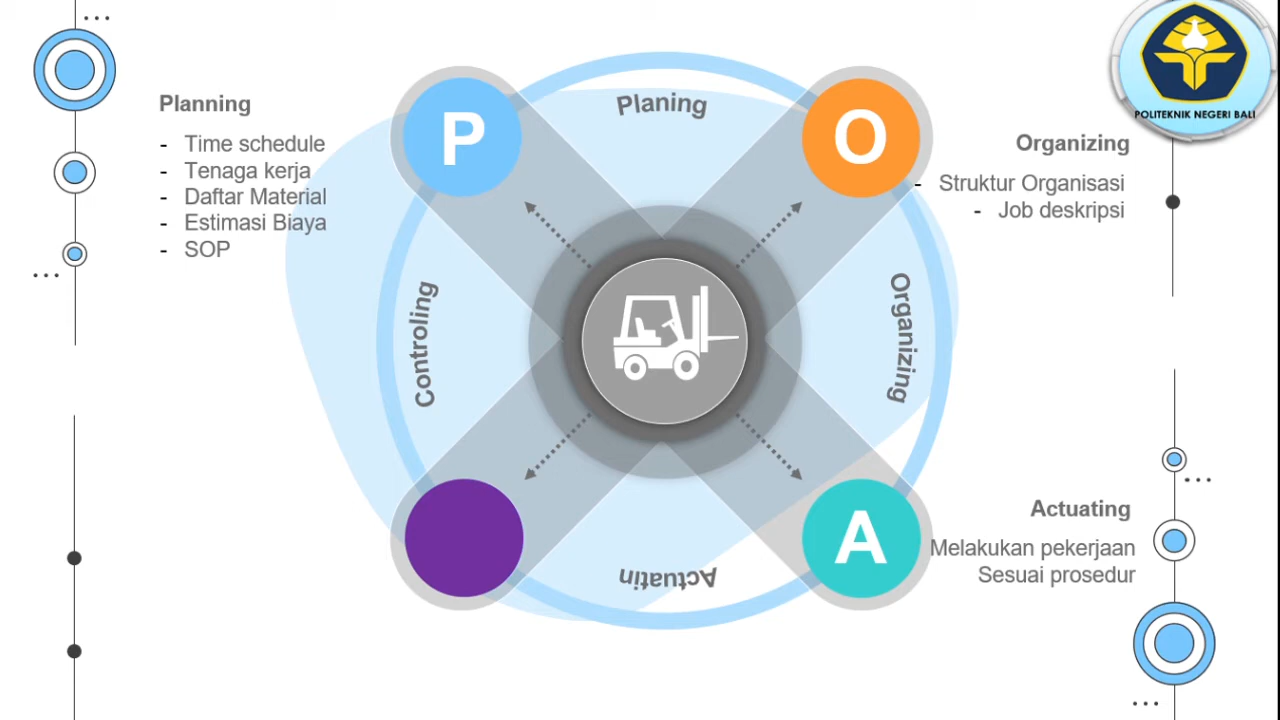 Planning
- Time schedule
- Tenaga kerja
- Daftar Material
- Estimasi Biaya
- SOP
P
Planing
O
POLITEKNIK NEGERI BALI
Organizing
- Struktur Organisasi
- Job deskripsi
Controling
Organizing
Actuatin
A
Actuating
Melakukan pekerjaan
Sesuai prosedur